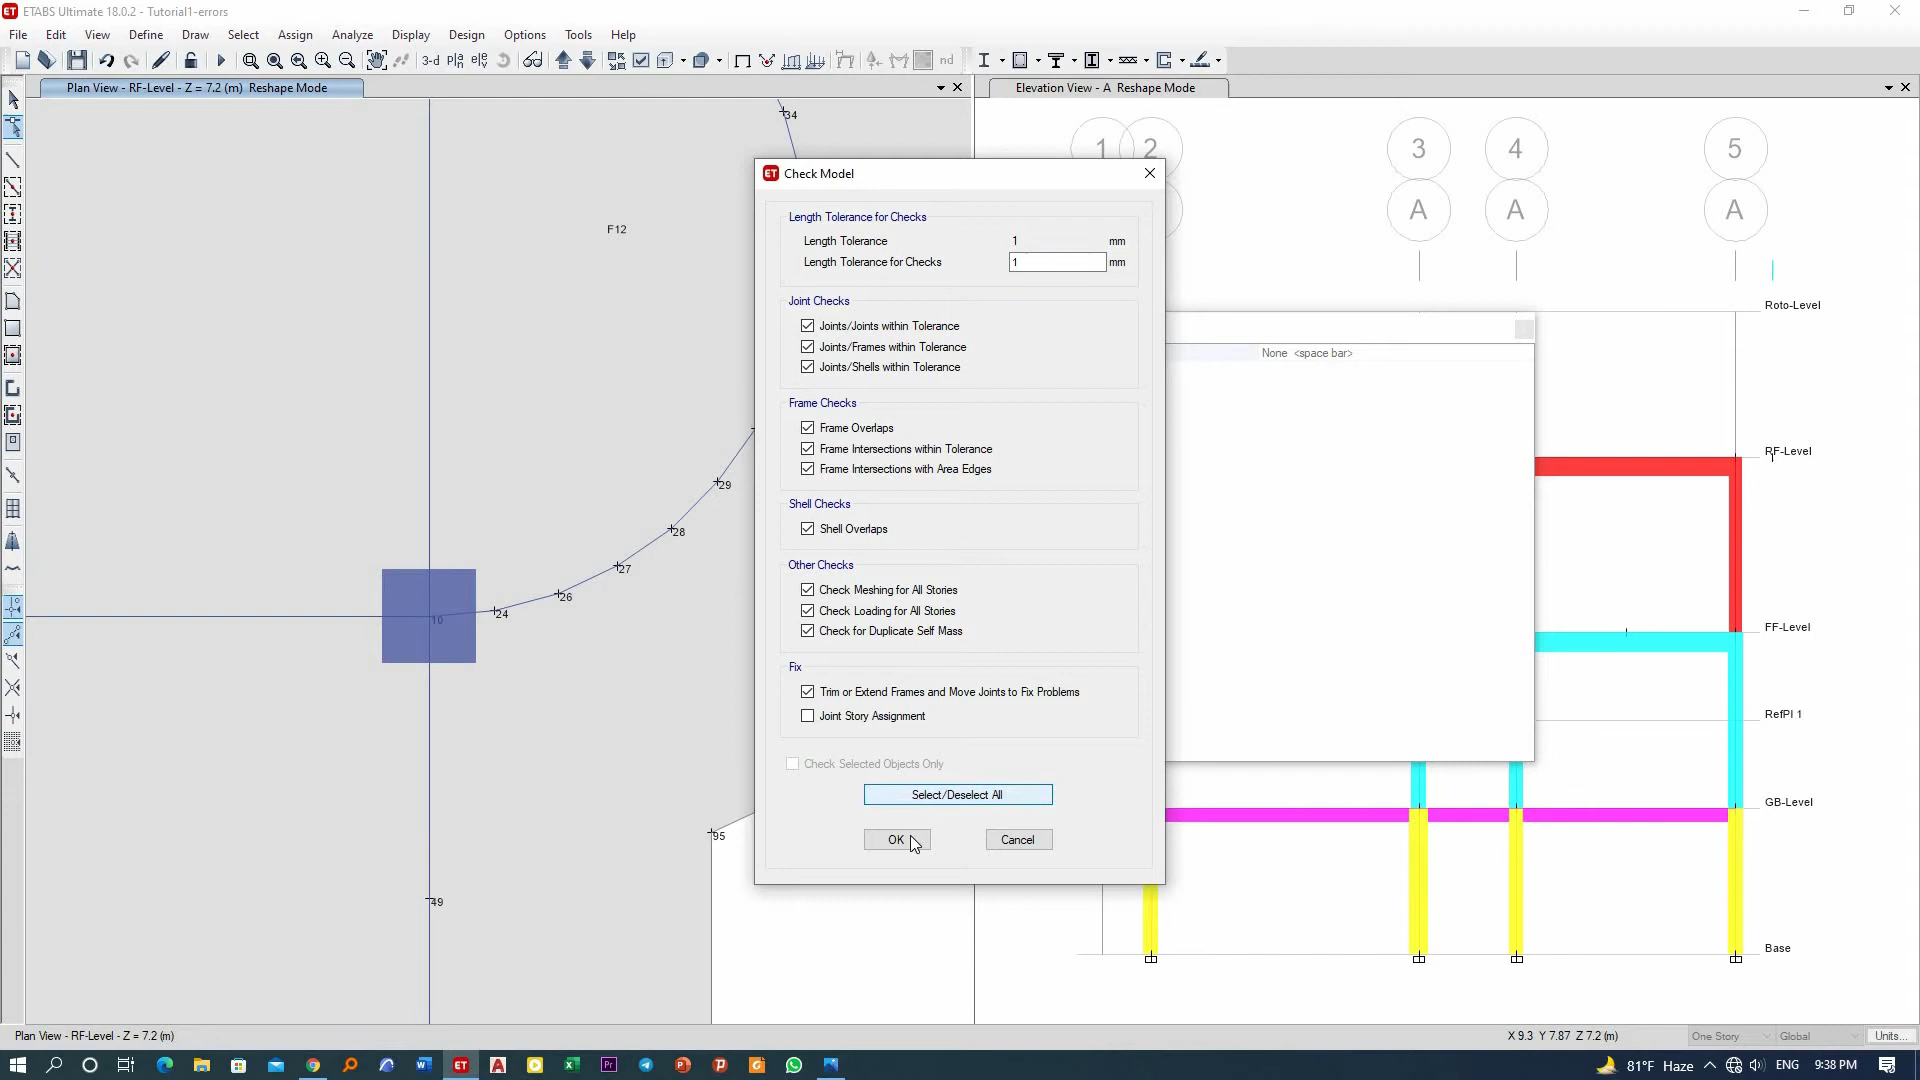 ETABS Ultimate 18.0.2 - Tutorial1-errors
File Edit View Define Draw Select Assign Analyze Display Design Options Tools Help
3-d
nd
Plan View - RF-Level - Z = 7.2 (m) Reshape Mode
Elevation View - A Reshape Mode
34
F12
29
28
27
26
24
10
95
49
Check Model
Length Tolerance for Checks
Length Tolerance 1 mm
Length Tolerance for Checks 1 mm
Joint Checks
Joints/Joints within Tolerance
Joints/Frames within Tolerance
Joints/Shells within Tolerance
Frame Checks
Frame Overlaps
Frame Intersections within Tolerance
Frame Intersections with Area Edges
Shell Checks
Shell Overlaps
Other Checks
Check Meshing for All Stories
Check Loading for All Stories
Check for Duplicate Self Mass
Fix
Trim or Extend Frames and Move Joints to Fix Problems
Joint Story Assignment
Check Selected Objects Only
Select/Deselect All
OK Cancel
1 2 3 4 5
A A A
None <space bar>
Roto-Level
RF-Level
FF-Level
RefPl 1
GB-Level
Base
Plan View - RF-Level - Z = 7.2 (m)
X 9.3 Y 7.87 Z 7.2 (m)
One Story Global Units...
81°F Haze ENG 9:38 PM